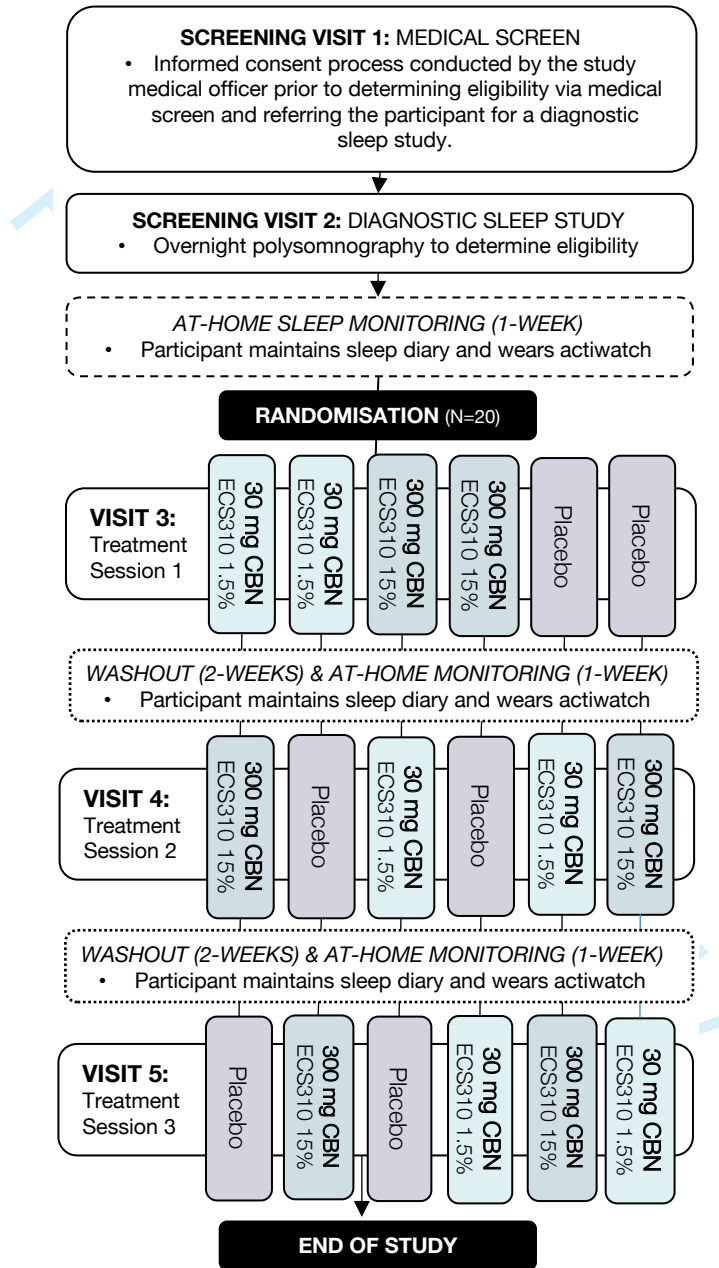 SCREENING VISIT 1: MEDICAL SCREEN
• Informed consent process conducted by the study
medical officer prior to determining eligibility via medical
screen and referring the participant for a diagnostic
sleep study.
SCREENING VISIT 2: DIAGNOSTIC SLEEP STUDY
• Overnight polysomnography to determine eligibility
AT-HOME SLEEP MONITORING (1-WEEK)
• Participant maintains sleep diary and wears actiwatch
RANDOMISATION (N=20)
VISIT 3:
Treatment
Session 1
30 mg CBN
ECS310 1.5%
30 mg CBN
ECS310 1.5%
300 mg CBN
ECS310 15%
300 mg CBN
ECS310 15%
Placebo
Placebo
WASHOUT (2-WEEKS) & AT-HOME MONITORING (1-WEEK)
• Participant maintains sleep diary and wears actiwatch
VISIT 4:
Treatment
Session 2
300 mg CBN
ECS310 15%
Placebo
30 mg CBN
ECS310 1.5%
Placebo
30 mg CBN
ECS310 1.5%
300 mg CBN
ECS310 15%
WASHOUT (2-WEEKS) & AT-HOME MONITORING (1-WEEK)
• Participant maintains sleep diary and wears actiwatch
VISIT 5:
Treatment
Session 3
Placebo
300 mg CBN
ECS310 15%
Placebo
30 mg CBN
ECS310 1.5%
300 mg CBN
ECS310 15%
30 mg CBN
ECS310 1.5%
END OF STUDY